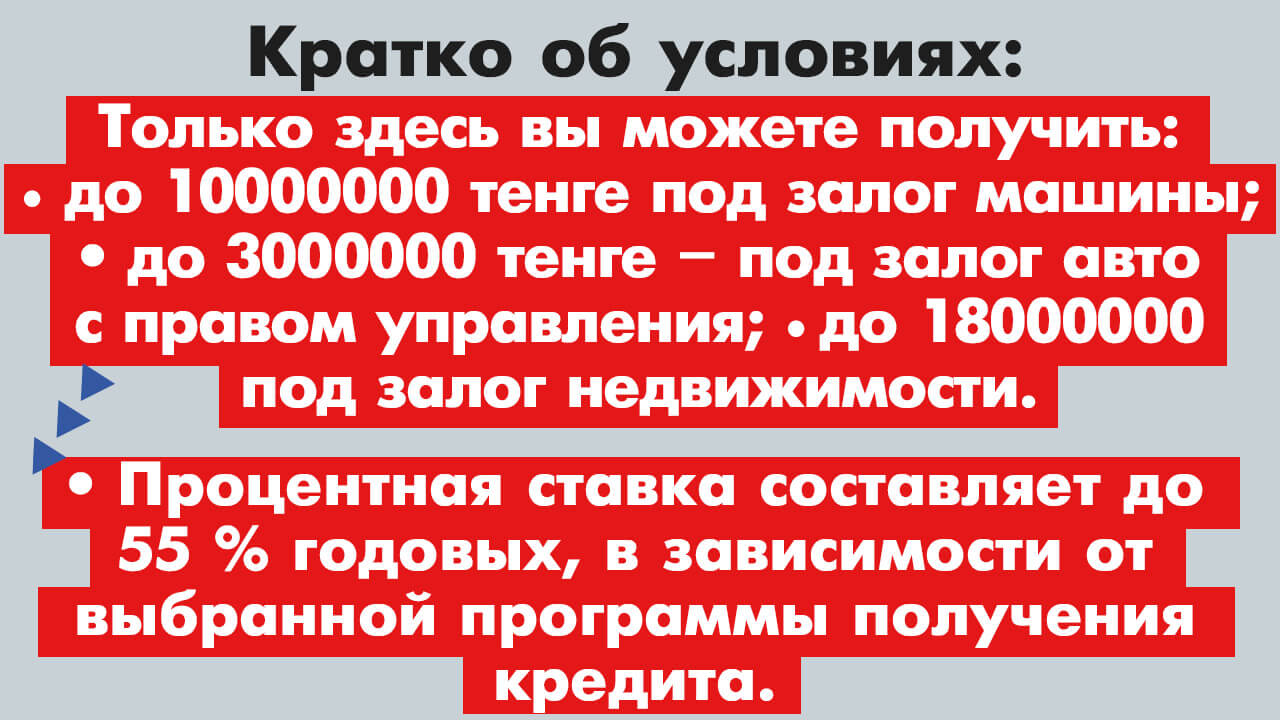 Кратко об условиях:
Только здесь вы можете получить:
• до 10000000 тенге под залог машины;
• до 3000000 тенге – под залог авто
с правом управления; • до 18000000
под залог недвижимости.
• Процентная ставка составляет до
55 % годовых, в зависимости от
выбранной программы получения
кредита.